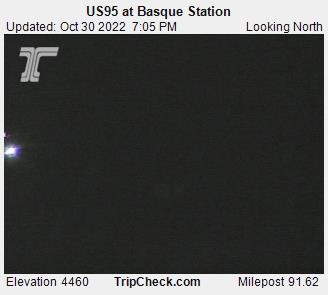 US95 at Basque Station
Updated: Oct 30 2022 7:05 PM Looking North
Elevation 4460 TripCheck.com Milepost 91.62